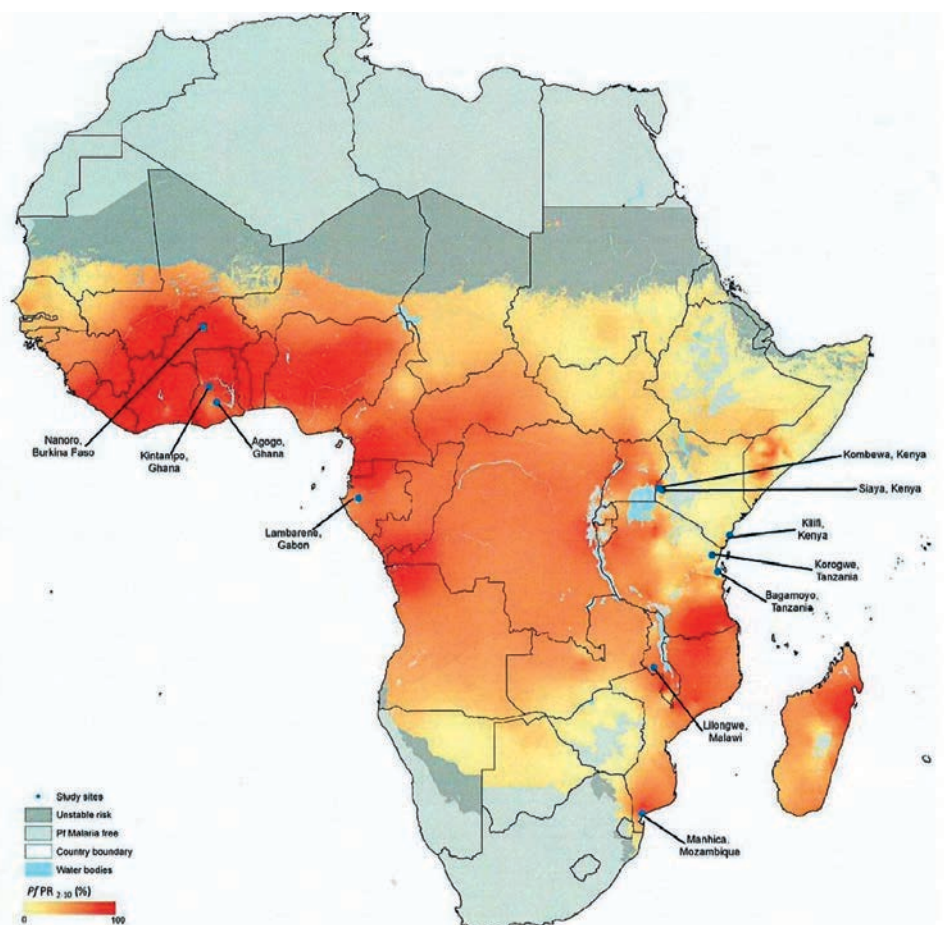 Nanoro,
Burkina Faso
Kintampo,
Ghana
Agogo,
Ghana
Lambarene,
Gabon
Kombewa, Kenya
Siaya, Kenya
Kilifi,
Kenya
Korogwe,
Tanzania
Bagamoyo,
Tanzania
Lilongwe,
Malawi
Manhica,
Mozambique
Study sites
Unstable risk
Pf Malaria free
Country boundary
Water bodies
PfPR 2-10 (%)
0 100